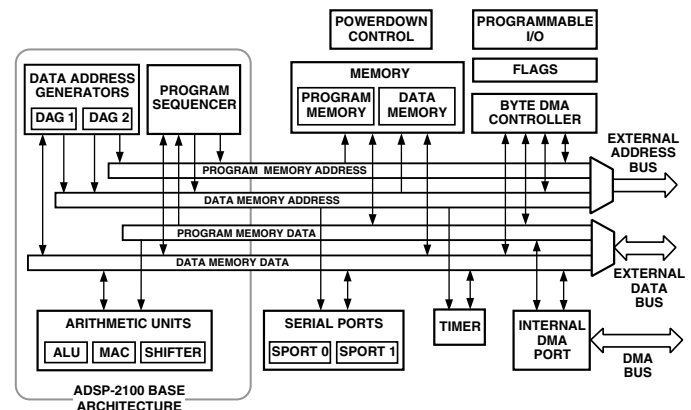 POWERDOWN
CONTROL
PROGRAMMABLE
I/O
FLAGS
DATA ADDRESS
GENERATORS
DAG 1
DAG 2
PROGRAM
SEQUENCER
MEMORY
PROGRAM
MEMORY
DATA
MEMORY
BYTE DMA
CONTROLLER
EXTERNAL
ADDRESS
BUS
PROGRAM MEMORY ADDRESS
DATA MEMORY ADDRESS
PROGRAM MEMORY DATA
DATA MEMORY DATA
EXTERNAL
DATA
BUS
ARITHMETIC UNITS
ALU
MAC
SHIFTER
SERIAL PORTS
SPORT 0
SPORT 1
TIMER
INTERNAL
DMA
PORT
DMA
BUS
ADSP-2100 BASE
ARCHITECTURE